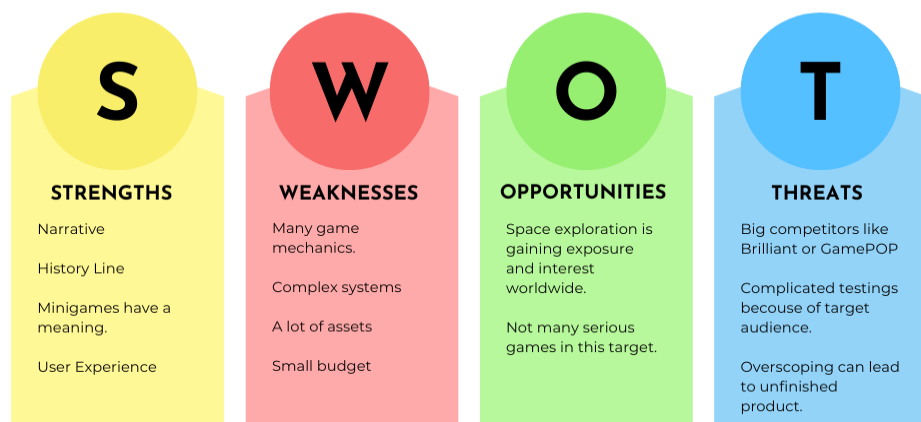 S
STRENGTHS
Narrative
History Line
Minigames have a
meaning.
User Experience
W
WEAKNESSES
Many game
mechanics.
Complex systems
A lot of assets
Small budget
O
OPPORTUNITIES
Space exploration is
gaining exposure
and interest
worldwide.
Not many serious
games in this target.
T
THREATS
Big competitors like
Brilliant or GamePOP
Complicated testings
becouse of target
audience.
Overscoping can lead
to unfinished
product.